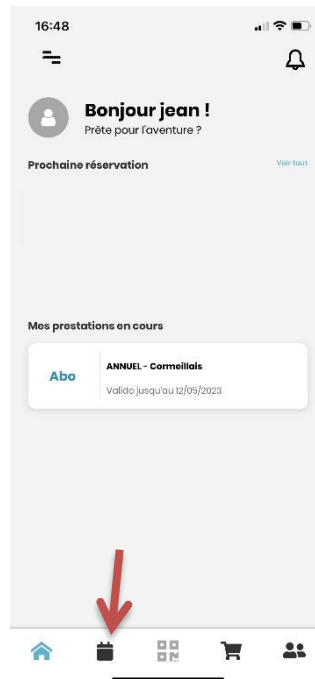 16:48
Bonjour jean !
Prête pour l'aventure ?
Prochaine réservation
Voir tout
Mes prestations en cours
Abo
ANNUEL - Cormeillais
Valide jusqu'au 12/05/2023